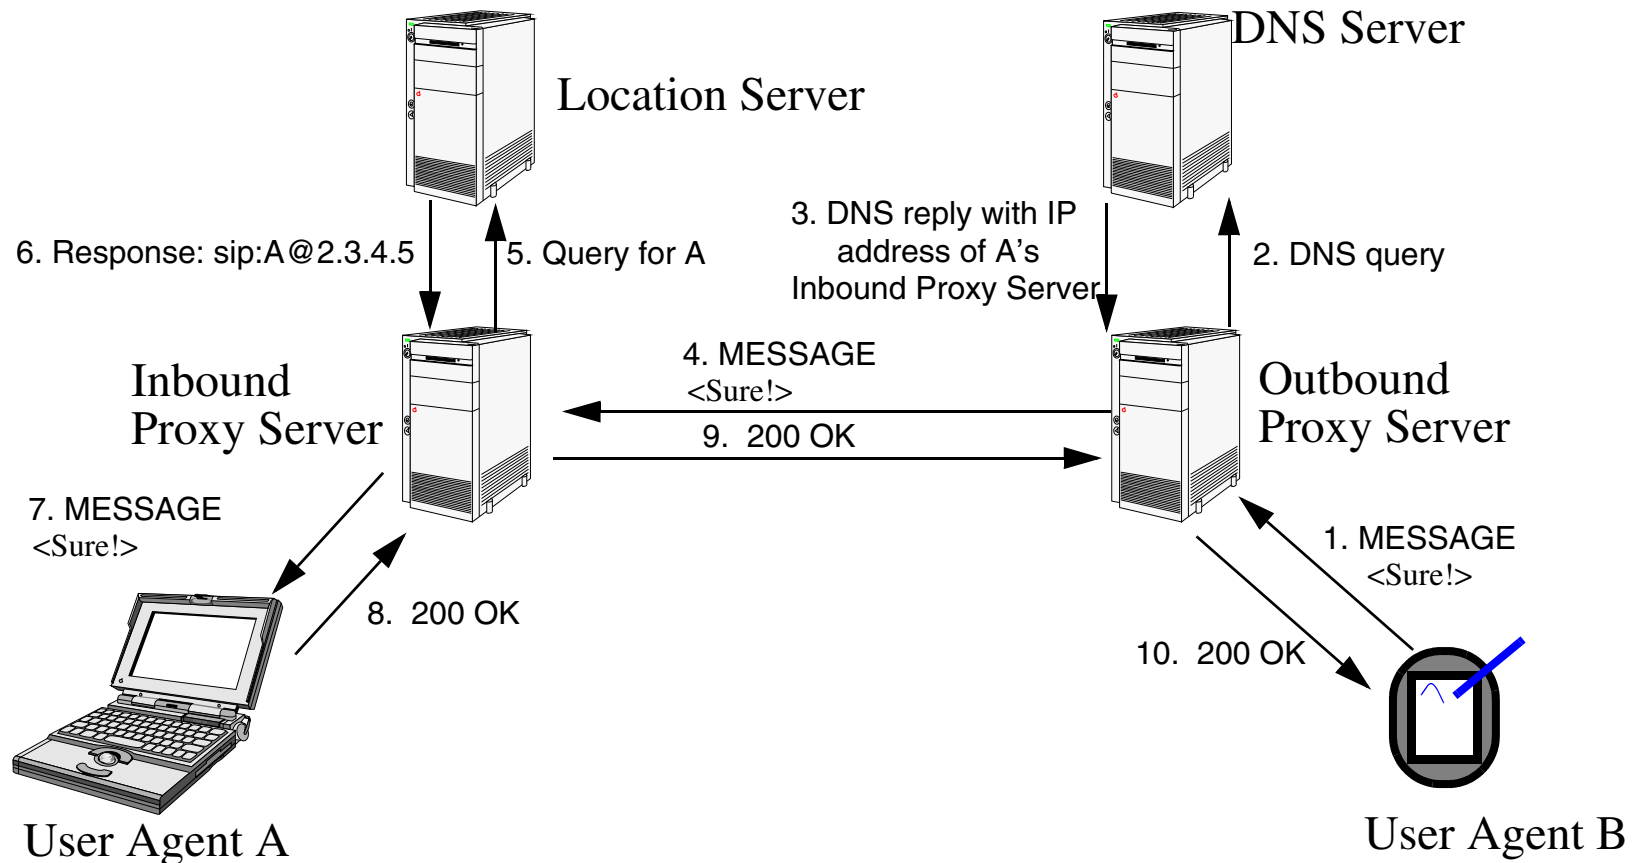 DNS Server
Location Server
3. DNS reply with IP
address of A's
Inbound Proxy Server
6. Response: sip:A@2.3.4.5
5. Query for A
2. DNS query
4. MESSAGE
<Sure!>
Inbound
Proxy Server
Outbound
Proxy Server
9. 200 OK
7. MESSAGE
<Sure!>
1. MESSAGE
<Sure!>
8. 200 OK
10. 200 OK
User Agent A
User Agent B